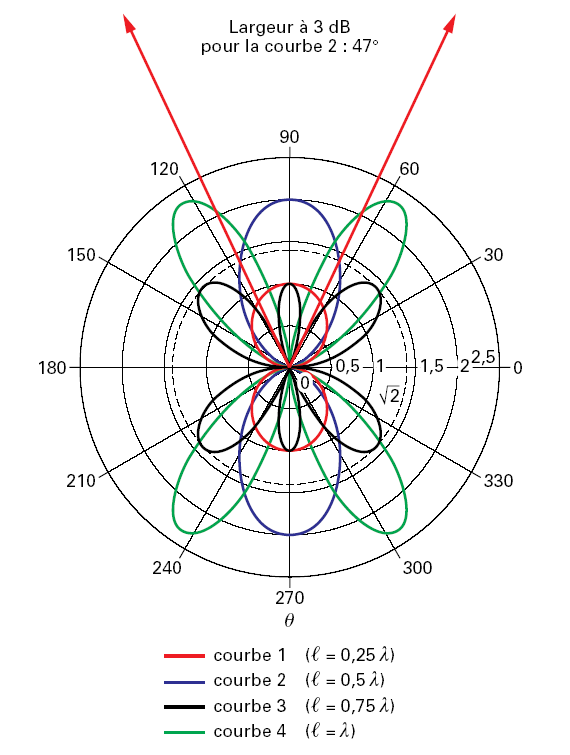 Largeur à 3 dB
pour la courbe 2 : 47°
90
120
60
150
30
180
0
0,5
1
1,5
2
2,5
0
√2
210
330
240
300
270
θ
courbe 1 (ℓ = 0,25 λ)
courbe 2 (ℓ = 0,5 λ)
courbe 3 (ℓ = 0,75 λ)
courbe 4 (ℓ = λ)